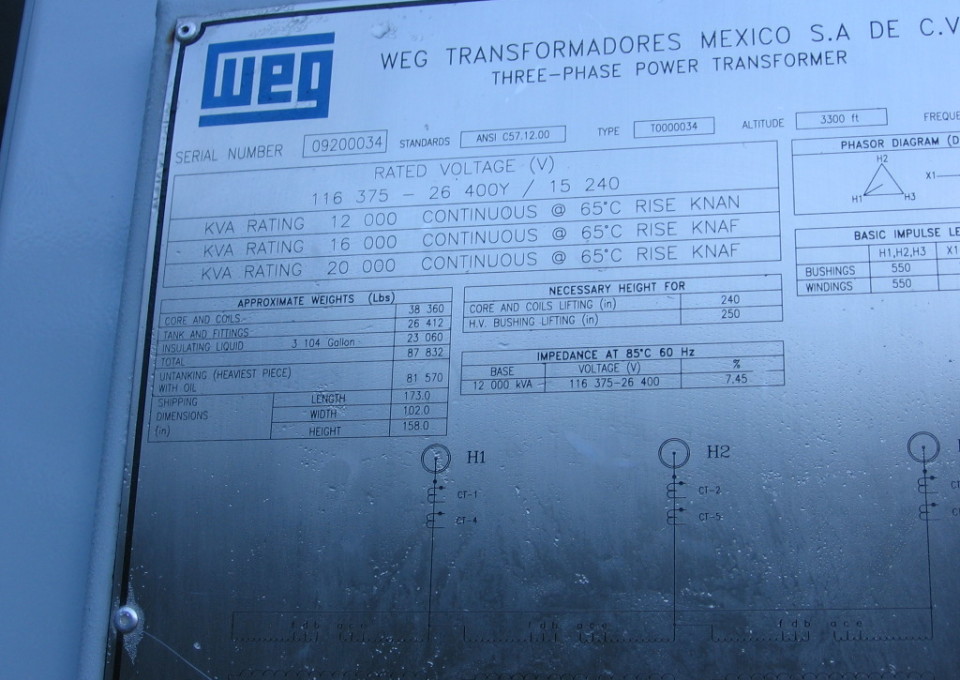 weg
WEG TRANSFORMADORES MEXICO S.A DE C.V
THREE-PHASE POWER TRANSFORMER
SERIAL NUMBER 09200034 STANDARDS ANSI C57.12.00 TYPE T0000034 ALTITUDE 3300 ft FREQUE
RATED VOLTAGE (V)
116 375 - 26 400Y / 15 240
KVA RATING 12 000 CONTINUOUS @ 65°C RISE KNAN
KVA RATING 16 000 CONTINUOUS @ 65°C RISE KNAF
KVA RATING 20 000 CONTINUOUS @ 65°C RISE KNAF
PHASOR DIAGRAM (D
H2
X1
H1 H3
BASIC IMPULSE LE
H1,H2,H3 X1
BUSHINGS 550
WINDINGS 550
APPROXIMATE WEIGHTS (Lbs)
CORE AND COILS 38 360
TANK AND FITTINGS 26 412
INSULATING LIQUID 3 104 Gallon 23 060
TOTAL 87 832
UNTANKING (HEAVIEST PIECE)
WITH OIL 81 570
SHIPPING LENGTH 173.0
DIMENSIONS WIDTH 102.0
(in) HEIGHT 158.0
NECESSARY HEIGHT FOR
CORE AND COILS LIFTING (in) 240
H.V. BUSHING LIFTING (in) 250
IMPEDANCE AT 85°C 60 Hz
BASE VOLTAGE (V) %
12 000 kVA 116 375-26 400 7.45
H1 H2
CT-1 CT-2
CT-4 CT-5
f d b a c e f d b a c e f d b a c e